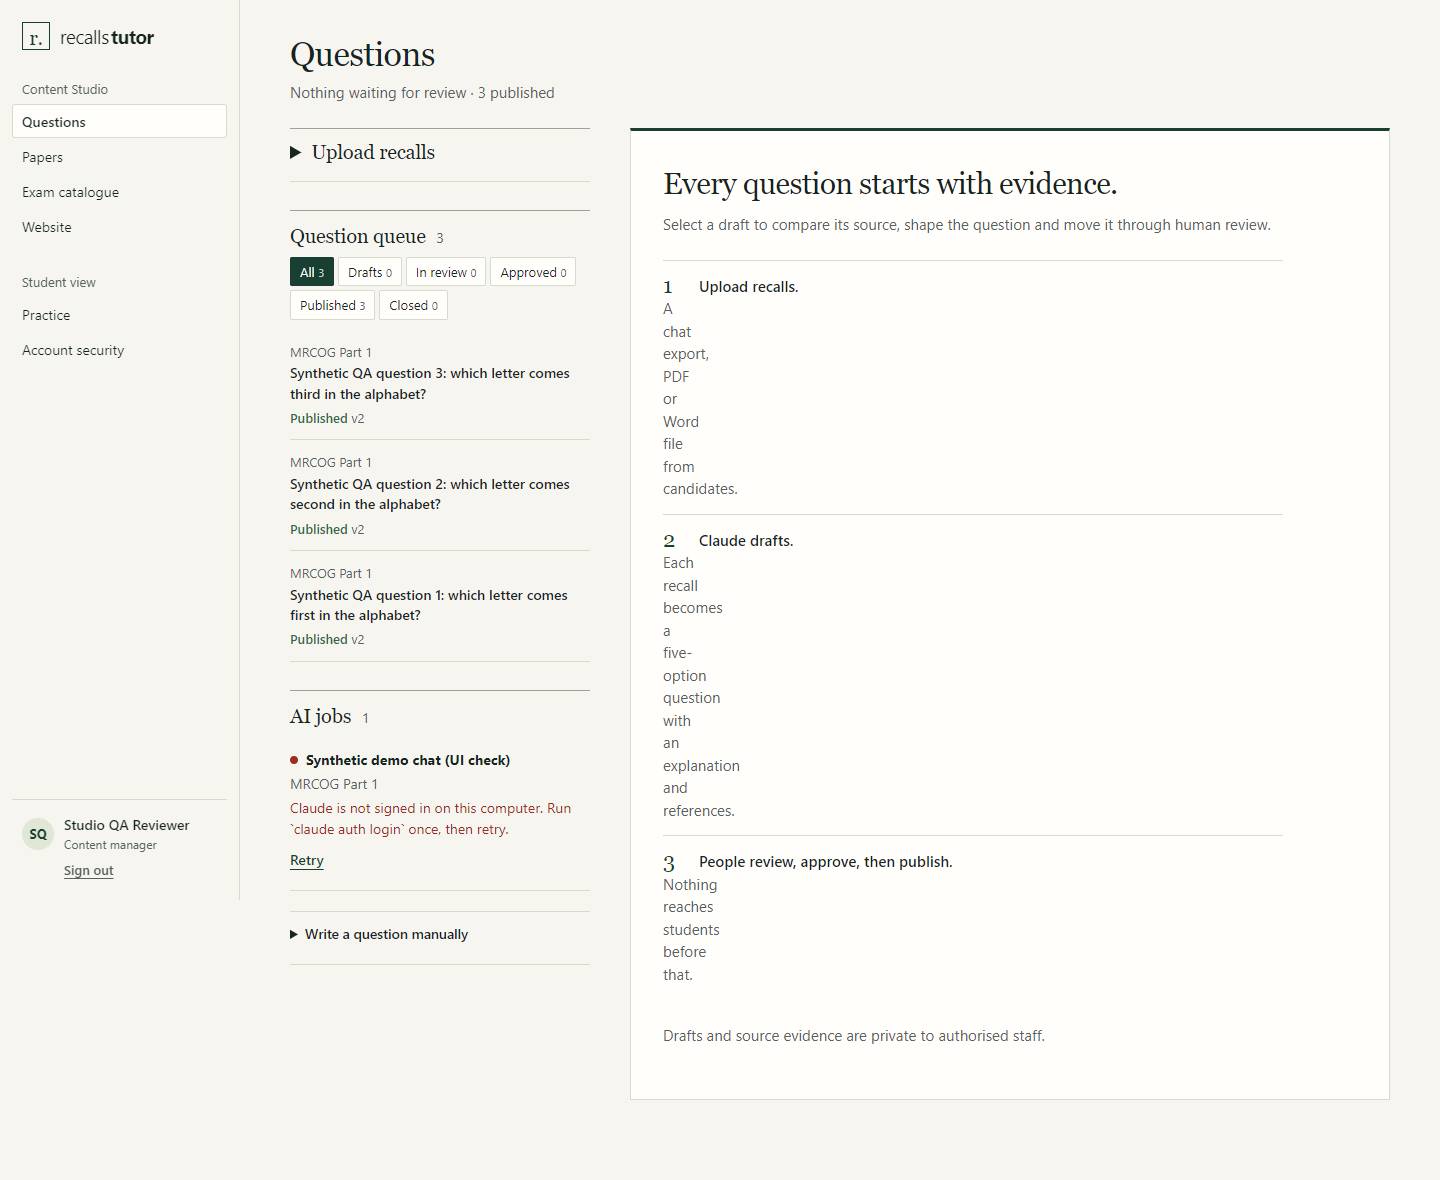 r. recallstutor
Content Studio
Questions
Papers
Exam catalogue
Website
Student view
Practice
Account security
SQ
Studio QA Reviewer
Content manager
Sign out
Questions
Nothing waiting for review · 3 published
Upload recalls
Question queue 3
All 3
Drafts 0
In review 0
Approved 0
Published 3
Closed 0
MRCOG Part 1
Synthetic QA question 3: which letter comes
third in the alphabet?
Published v2
MRCOG Part 1
Synthetic QA question 2: which letter comes
second in the alphabet?
Published v2
MRCOG Part 1
Synthetic QA question 1: which letter comes
first in the alphabet?
Published v2
AI jobs 1
Synthetic demo chat (UI check)
MRCOG Part 1
Claude is not signed in on this computer. Run
`claude auth login` once, then retry.
Retry
Write a question manually
Every question starts with evidence.
Select a draft to compare its source, shape the question and move it through human review.
1 Upload recalls.
A
chat
export,
PDF
or
Word
file
from
candidates.
2 Claude drafts.
Each
recall
becomes
a
five-
option
question
with
an
explanation
and
references.
3 People review, approve, then publish.
Nothing
reaches
students
before
that.
Drafts and source evidence are private to authorised staff.